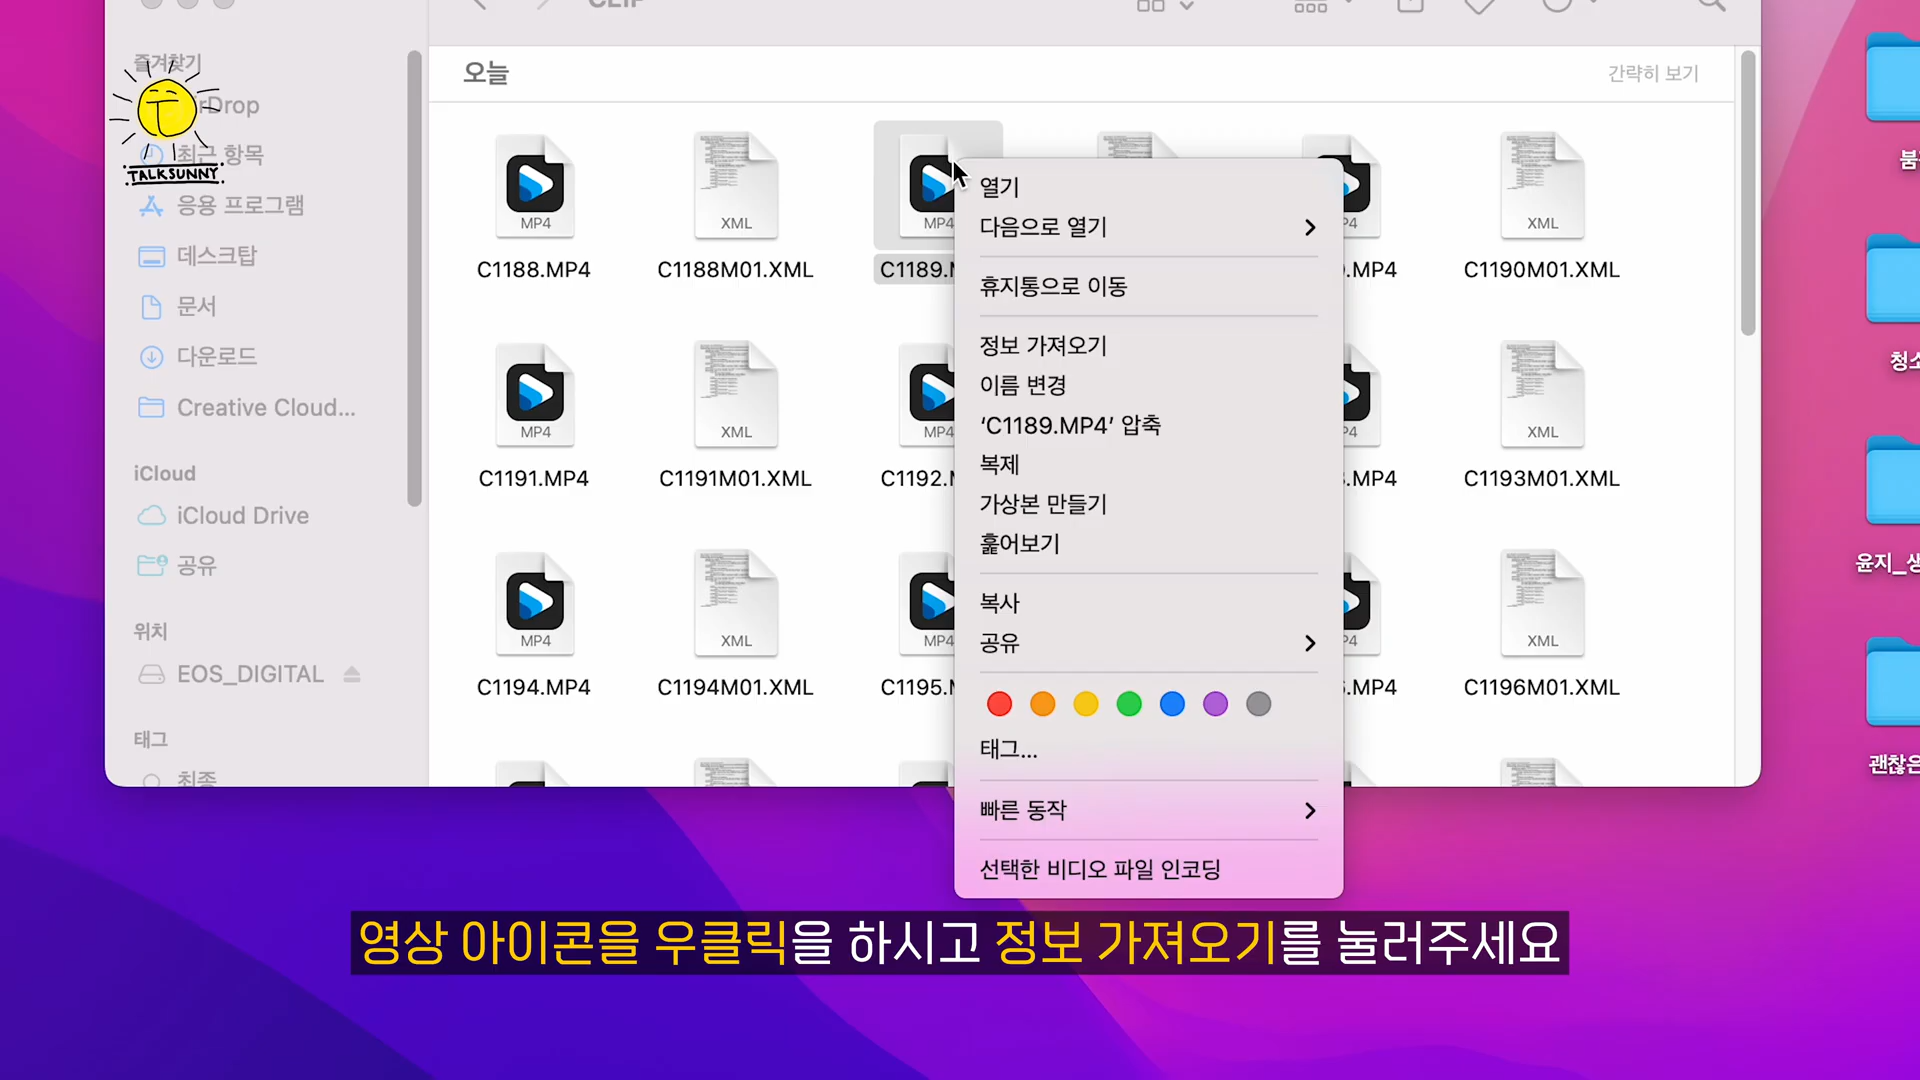 CLIP
즐겨찾기
오늘
간략히 보기
AirDrop
최근 항목
TALKSUNNY
응용 프로그램
데스크탑
문서
다운로드
Creative Cloud...
iCloud
iCloud Drive
공유
위치
EOS_DIGITAL
태그
최종
MP4
XML
MP4
XML
C1188.MP4
C1188M01.XML
C1189.
.MP4
C1190M01.XML
MP4
XML
MP4
P4
XML
C1191.MP4
C1191M01.XML
C1192.
.MP4
C1193M01.XML
MP4
XML
MP4
P4
XML
C1194.MP4
C1194M01.XML
C1195.
.MP4
C1196M01.XML
열기
다음으로 열기
휴지통으로 이동
정보 가져오기
이름 변경
‘C1189.MP4’ 압축
복제
가상본 만들기
훑어보기
복사
공유
태그...
빠른 동작
선택한 비디오 파일 인코딩
붐
청소
윤지_생
괜찮은
영상 아이콘을 우클릭을 하시고 정보 가져오기를 눌러주세요